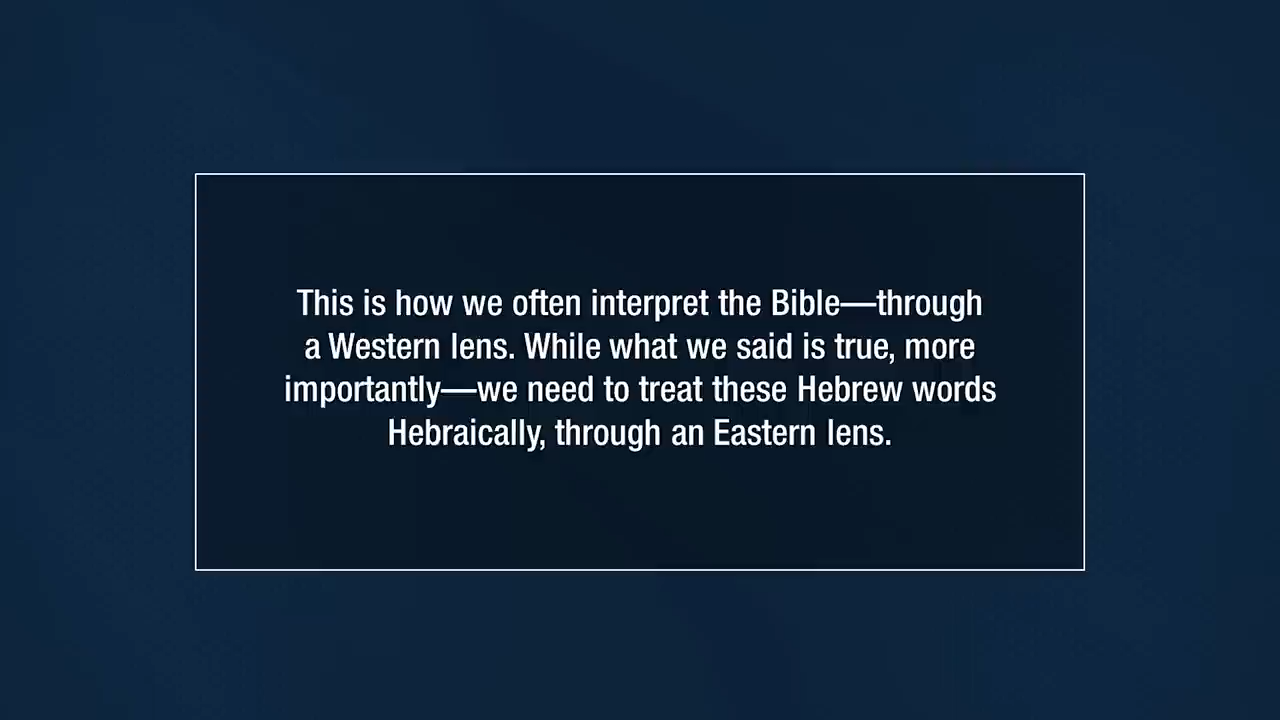 This is how we often interpret the Bible—through
a Western lens. While what we said is true, more
importantly—we need to treat these Hebrew words
Hebraically, through an Eastern lens.